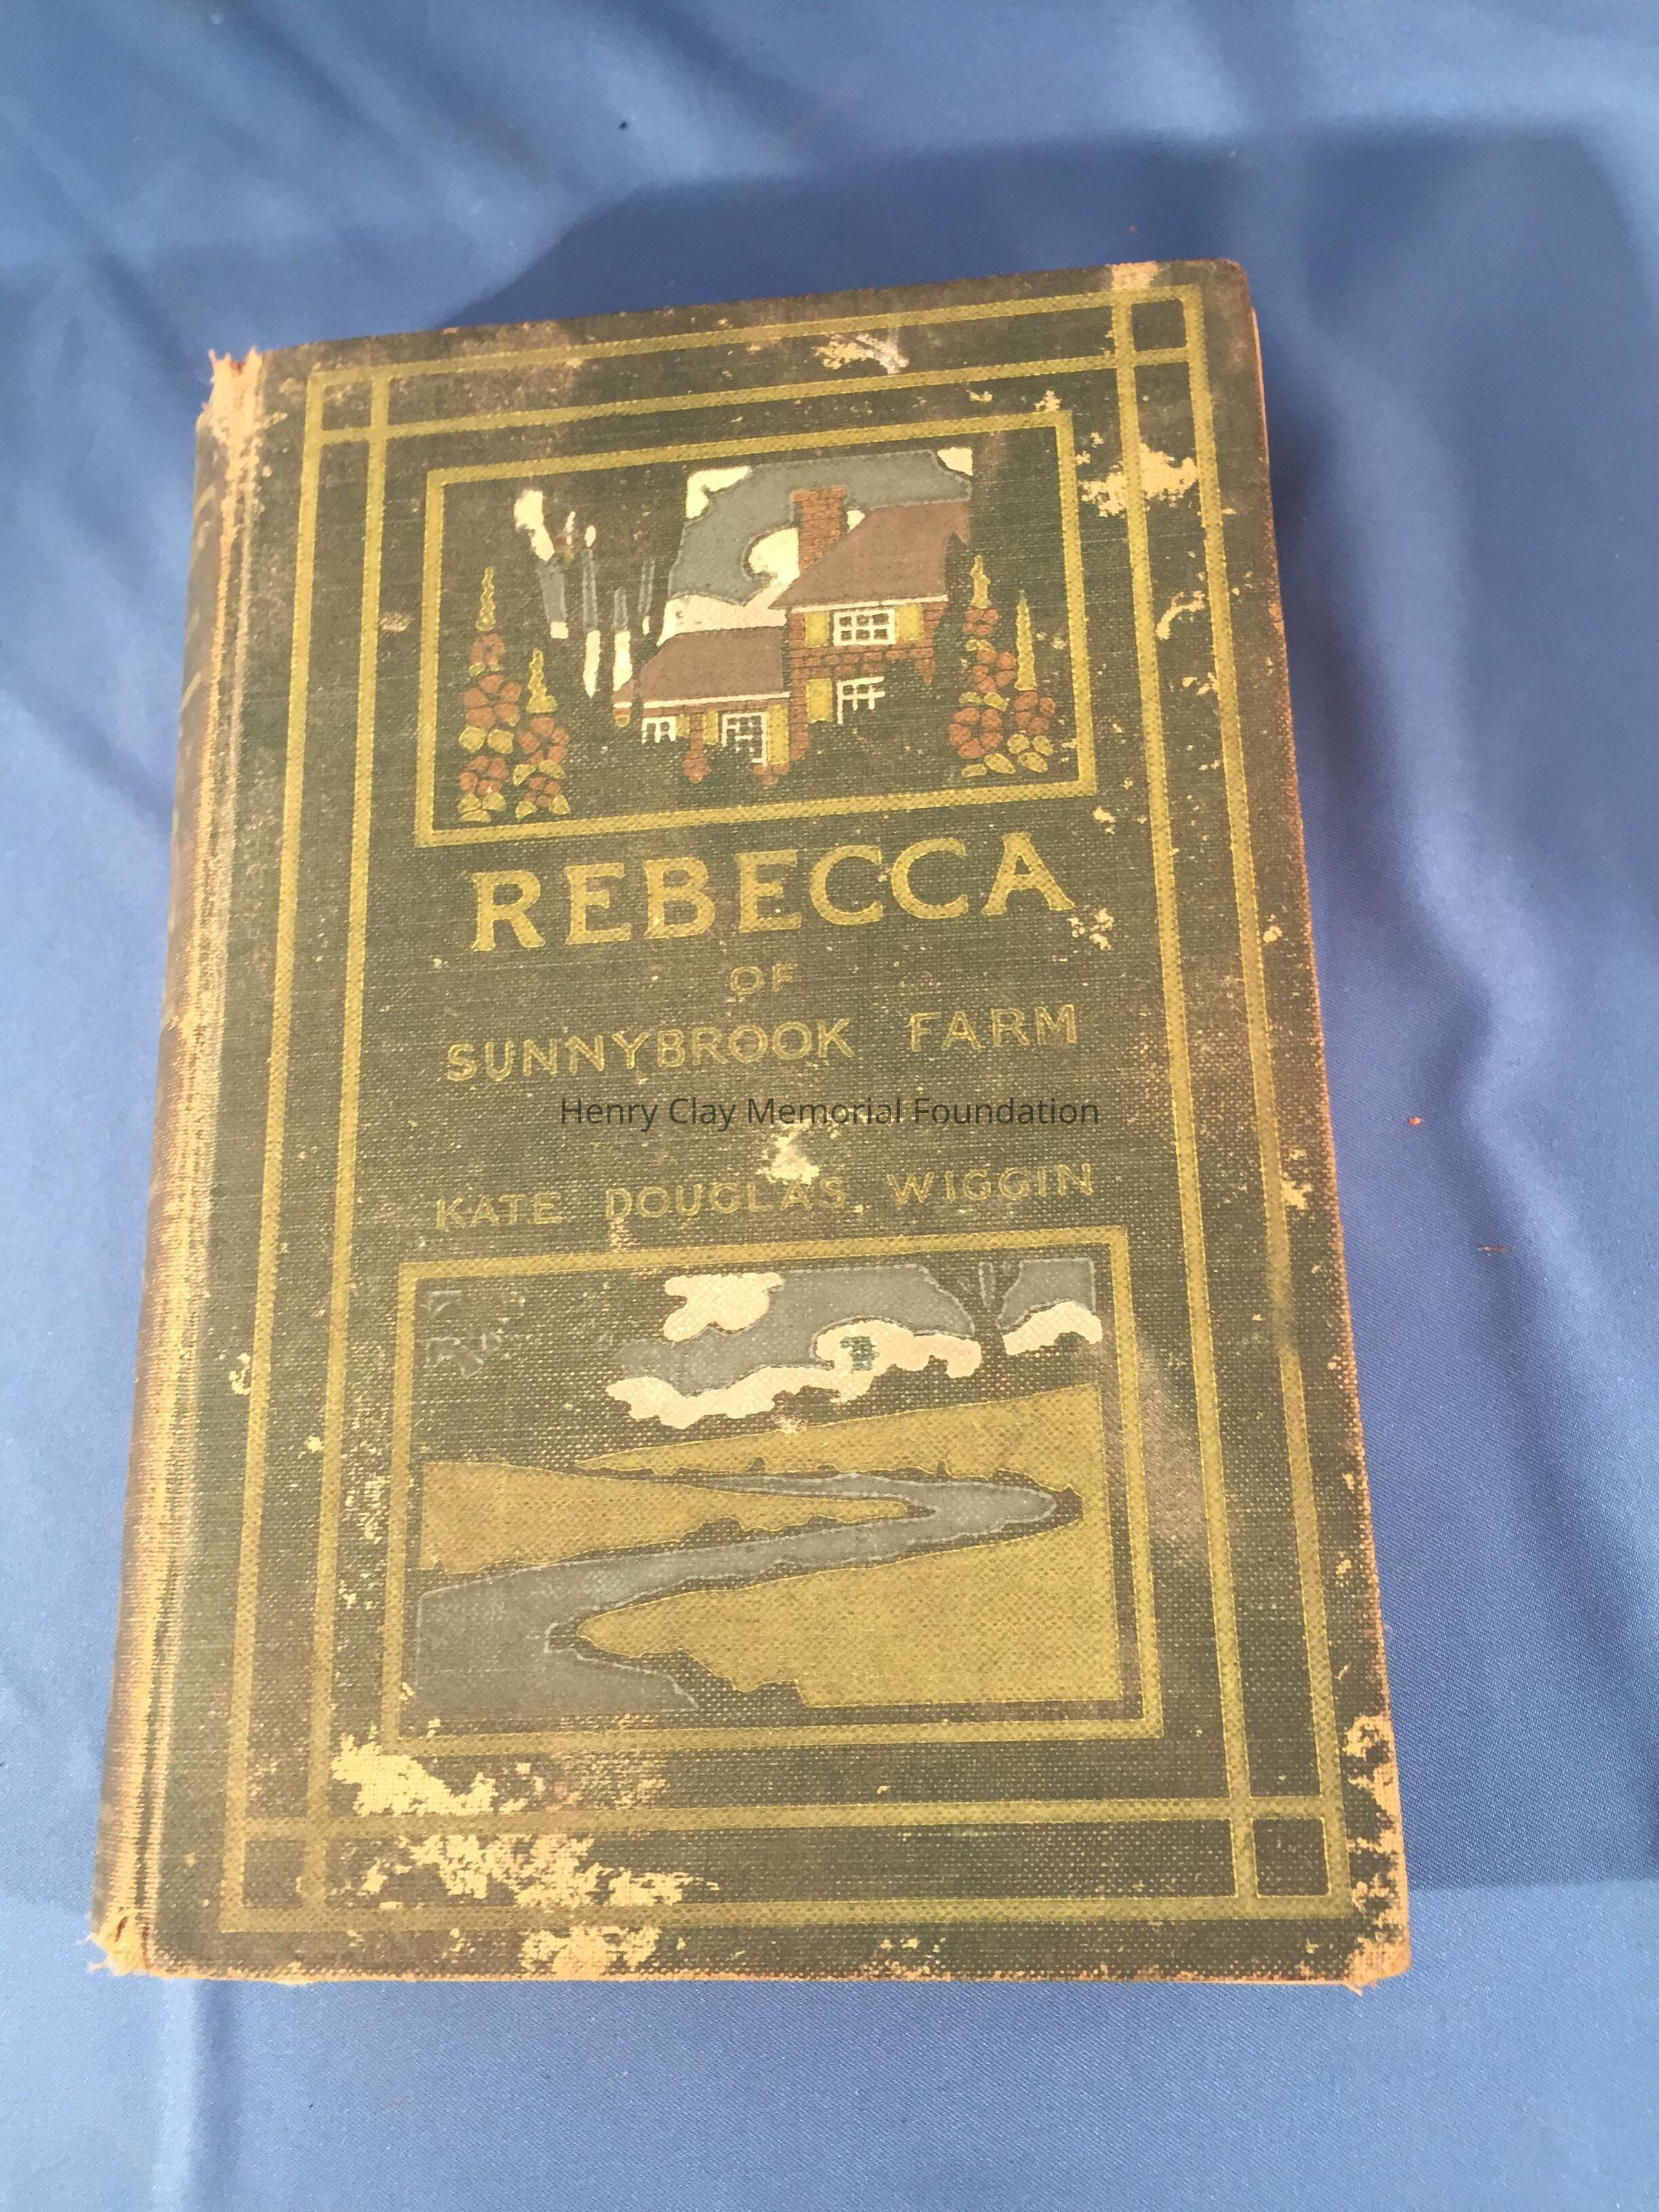 REBECCA
OF
SUNNYBROOK FARM
Henry Clay Memorial Foundation
KATE DOUGLAS WIGGIN